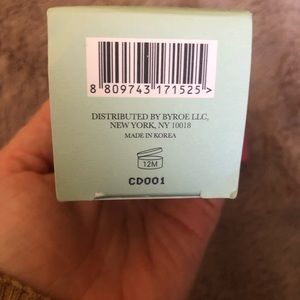 8 809743 171525>
DISTRIBUTED BY BYROE LLC,
NEW YORK, NY 10018
MADE IN KOREA
12M
CD001